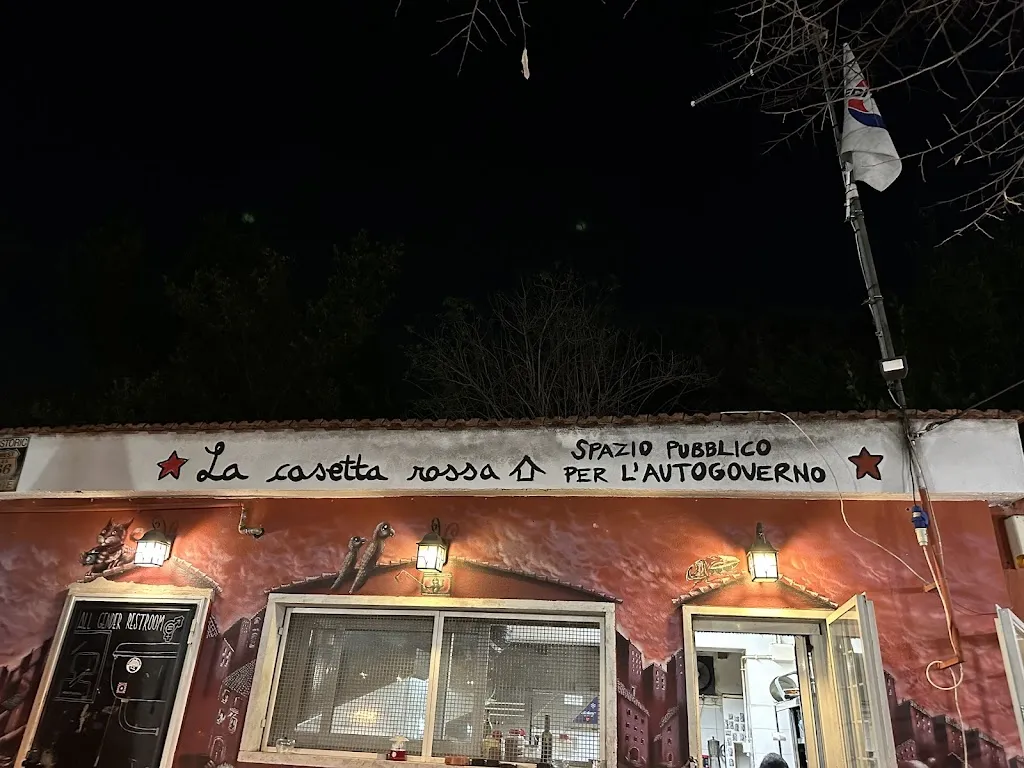 La casetta rossa
SPAZIO PUBBLICO
PER L'AUTOGOVERNO
ALL GENDER RESTROOM